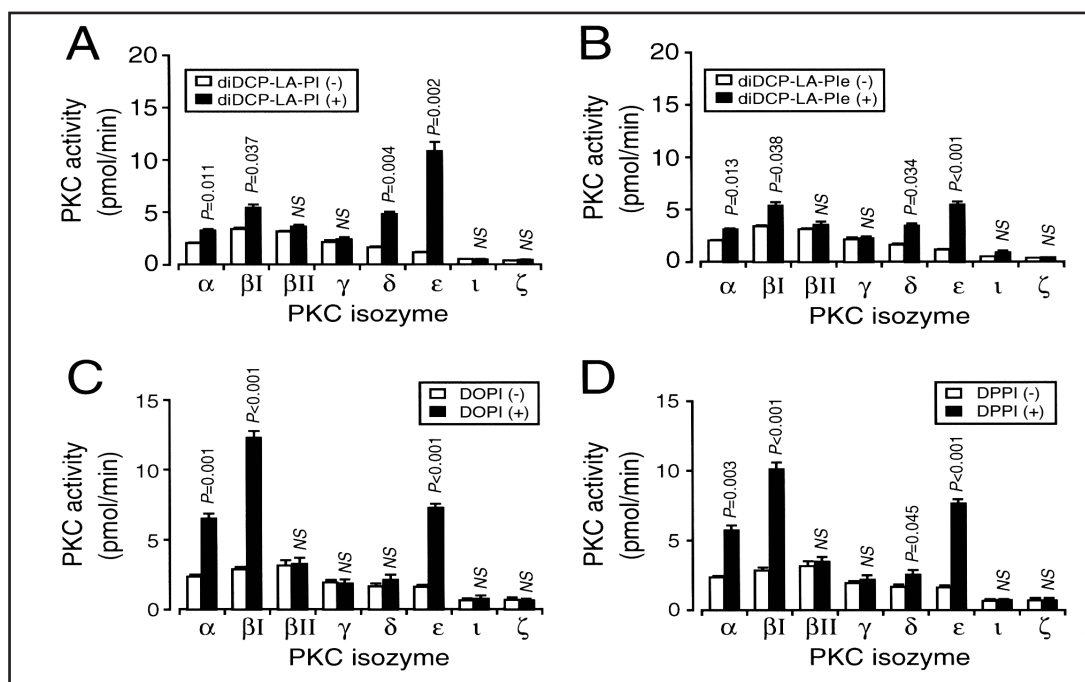 A
20
15
10
5
0
PKC activity
(pmol/min)
diDCP-LA-PI (-)
diDCP-LA-PI (+)
P=0.011
P=0.037
NS
NS
P=0.004
P=0.002
NS
NS
α βI βII γ δ ε ι ζ
PKC isozyme
B
20
15
10
5
0
PKC activity
(pmol/min)
diDCP-LA-PIe (-)
diDCP-LA-PIe (+)
P=0.013
P=0.038
NS
NS
P=0.034
P<0.001
NS
NS
α βI βII γ δ ε ι ζ
PKC isozyme
C
15
10
5
0
PKC activity
(pmol/min)
DOPI (-)
DOPI (+)
P=0.001
P<0.001
NS
NS
NS
P<0.001
NS
NS
α βI βII γ δ ε ι ζ
PKC isozyme
D
15
10
5
0
PKC activity
(pmol/min)
DPPI (-)
DPPI (+)
P=0.003
P<0.001
NS
NS
P=0.045
P<0.001
NS
NS
α βI βII γ δ ε ι ζ
PKC isozyme